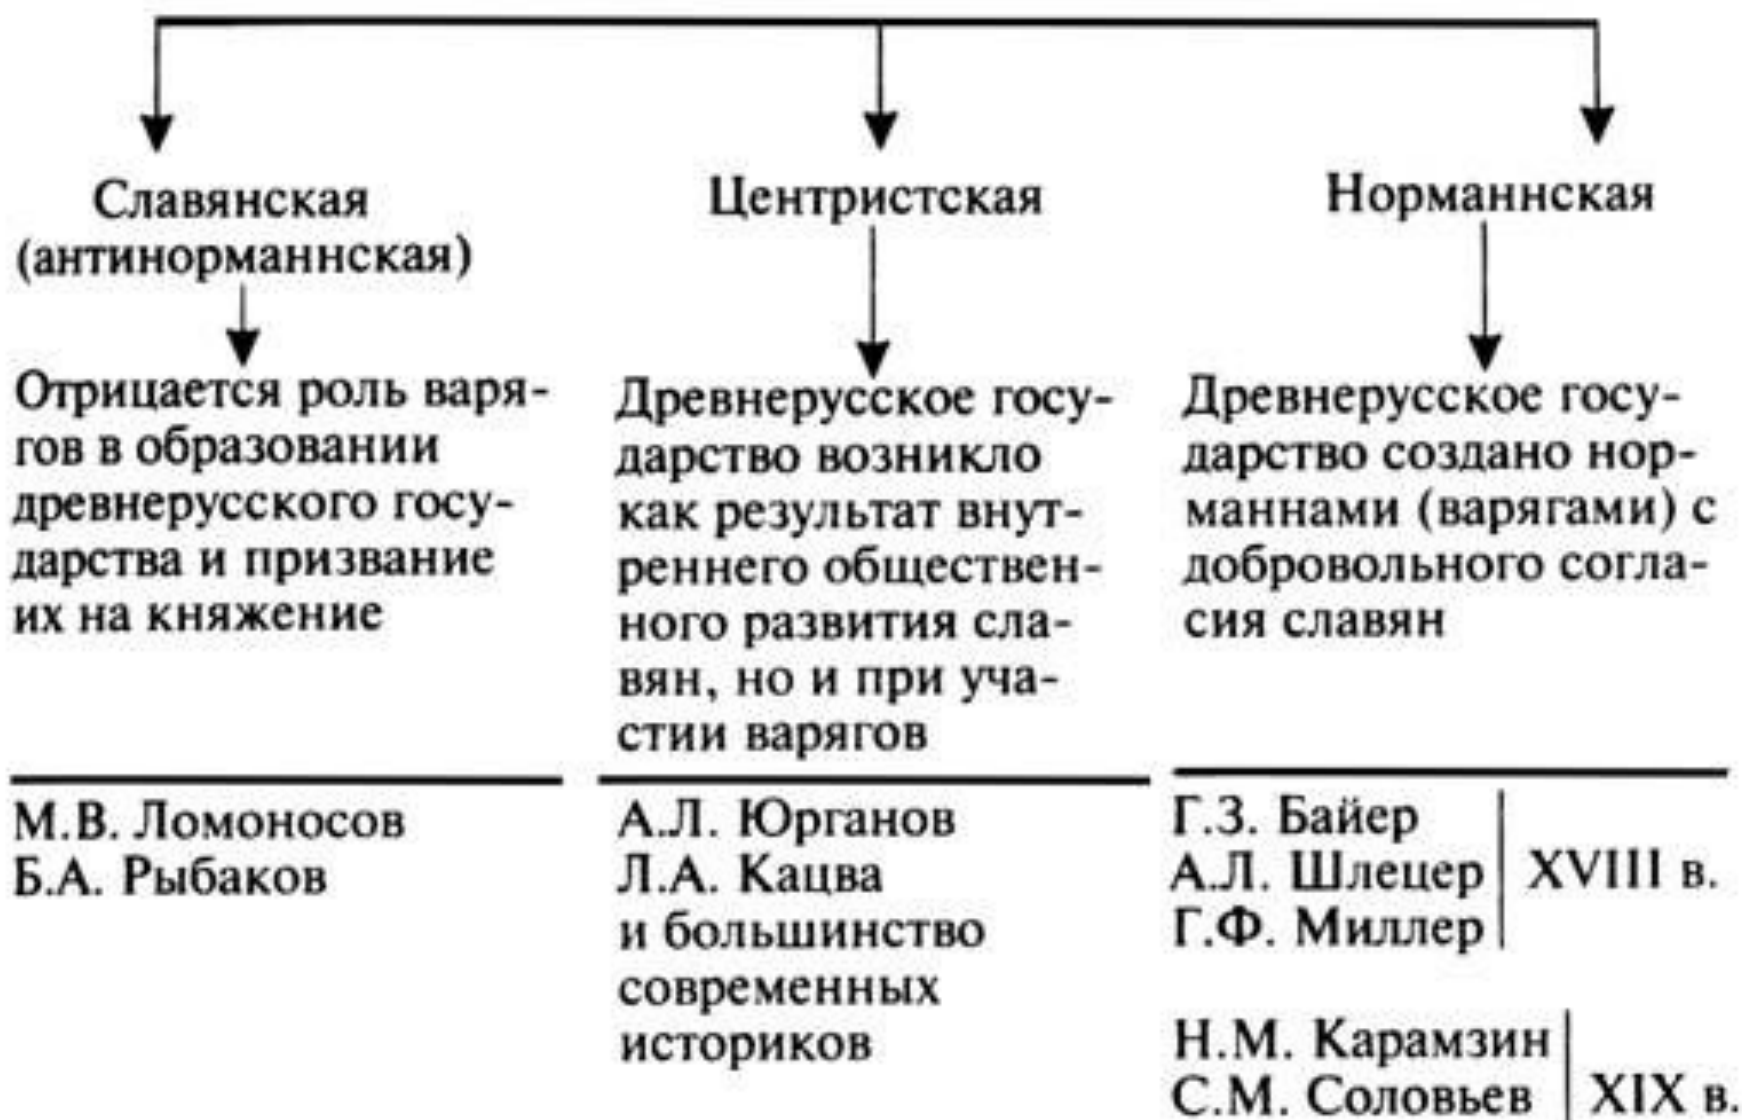 Славянская
(антинорманнская)
Отрицается роль варя-
гов в образовании
древнерусского госу-
дарства и призвание
их на княжение
М.В. Ломоносов
Б.А. Рыбаков
Центристская
Древнерусское госу-
дарство возникло
как результат внут-
реннего обществен-
ного развития сла-
вян, но и при уча-
стии варягов
А.Л. Юрганов
Л.А. Кацва
и большинство
современных
историков
Норманнская
Древнерусское госу-
дарство создано нор-
маннами (варягами) с
добровольного согла-
сия славян
Г.З. Байер
А.Л. Шлецер
Г.Ф. Миллер
XVIII в.
Н.М. Карамзин
С.М. Соловьев
XIX в.